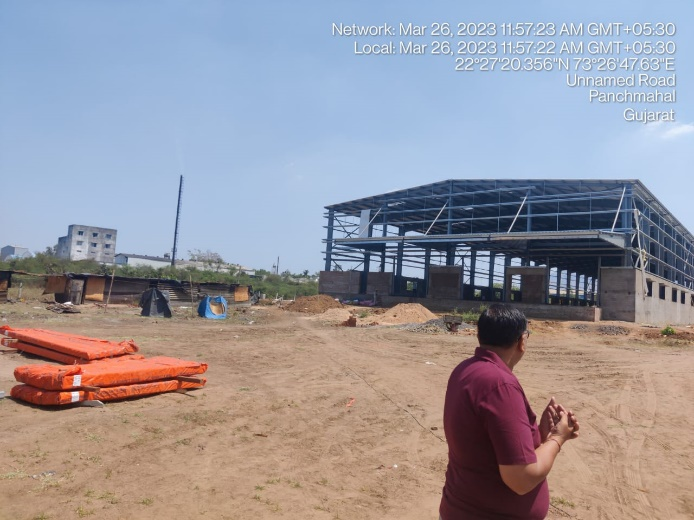 Network: Mar 26, 2023 11:57:23 AM GMT+05:30
Local: Mar 26, 2023 11:57:22 AM GMT+05:30
22°27'20.356"N 73°26'47.63"E
Unnamed Road
Panchmahal
Gujarat